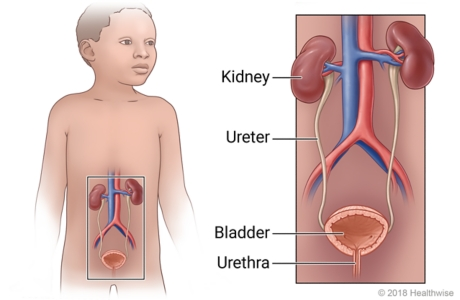 Kidney
Ureter
Bladder
Urethra
© 2018 Healthwise